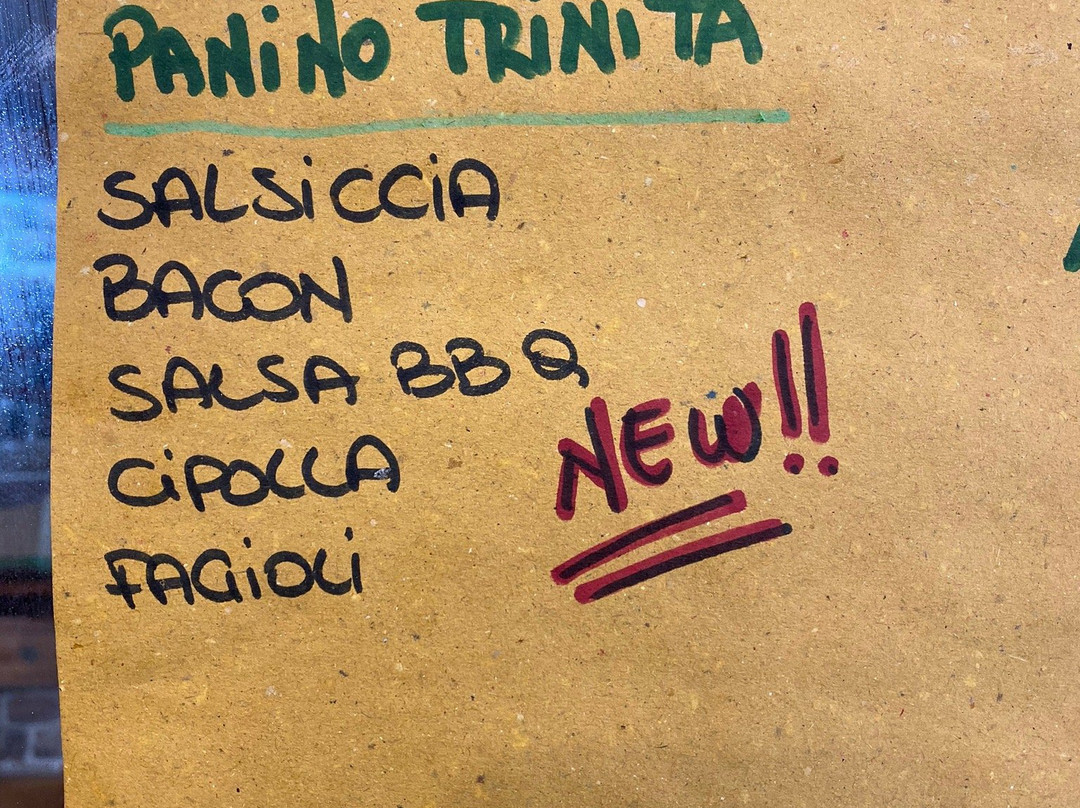 PANINO TRINITA
SALSICCIA
BACON
SALSA BBQ
CIPOLLA
FAGIOLI
NEW!!